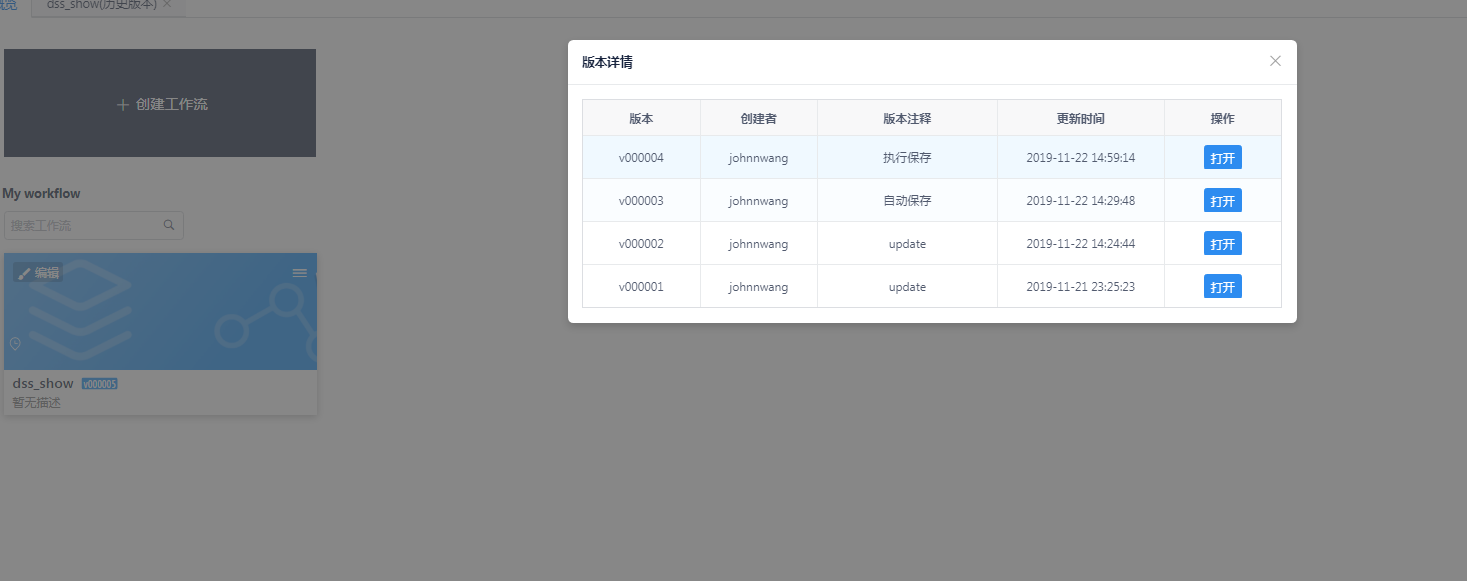 概览 dss_show(历史版本) ×
版本详情
+ 创建工作流
版本 创建者 版本注释 更新时间 操作
v000004 johnnwang 执行保存 2019-11-22 14:59:14 打开
My workflow
v000003 johnnwang 自动保存 2019-11-22 14:29:48 打开
搜索工作流
v000002 johnnwang update 2019-11-22 14:24:44 打开
编辑
v000001 johnnwang update 2019-11-21 23:25:23 打开
dss_show v000005
暂无描述